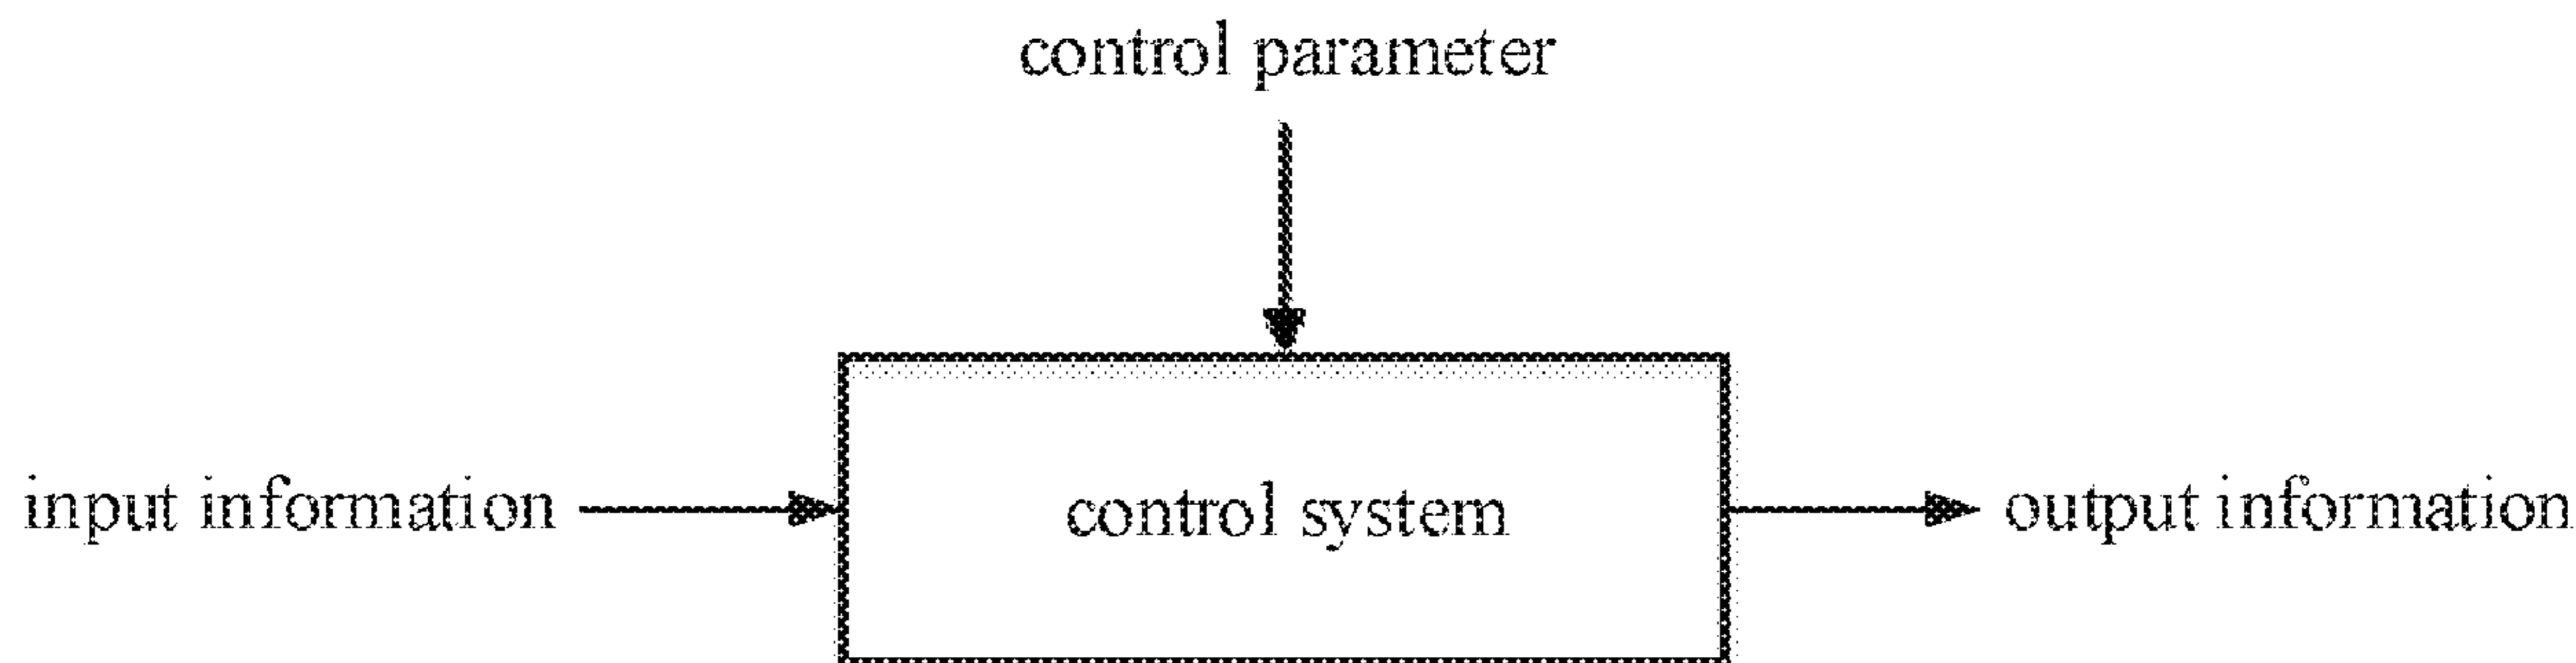 control parameter
input information
control system
output information